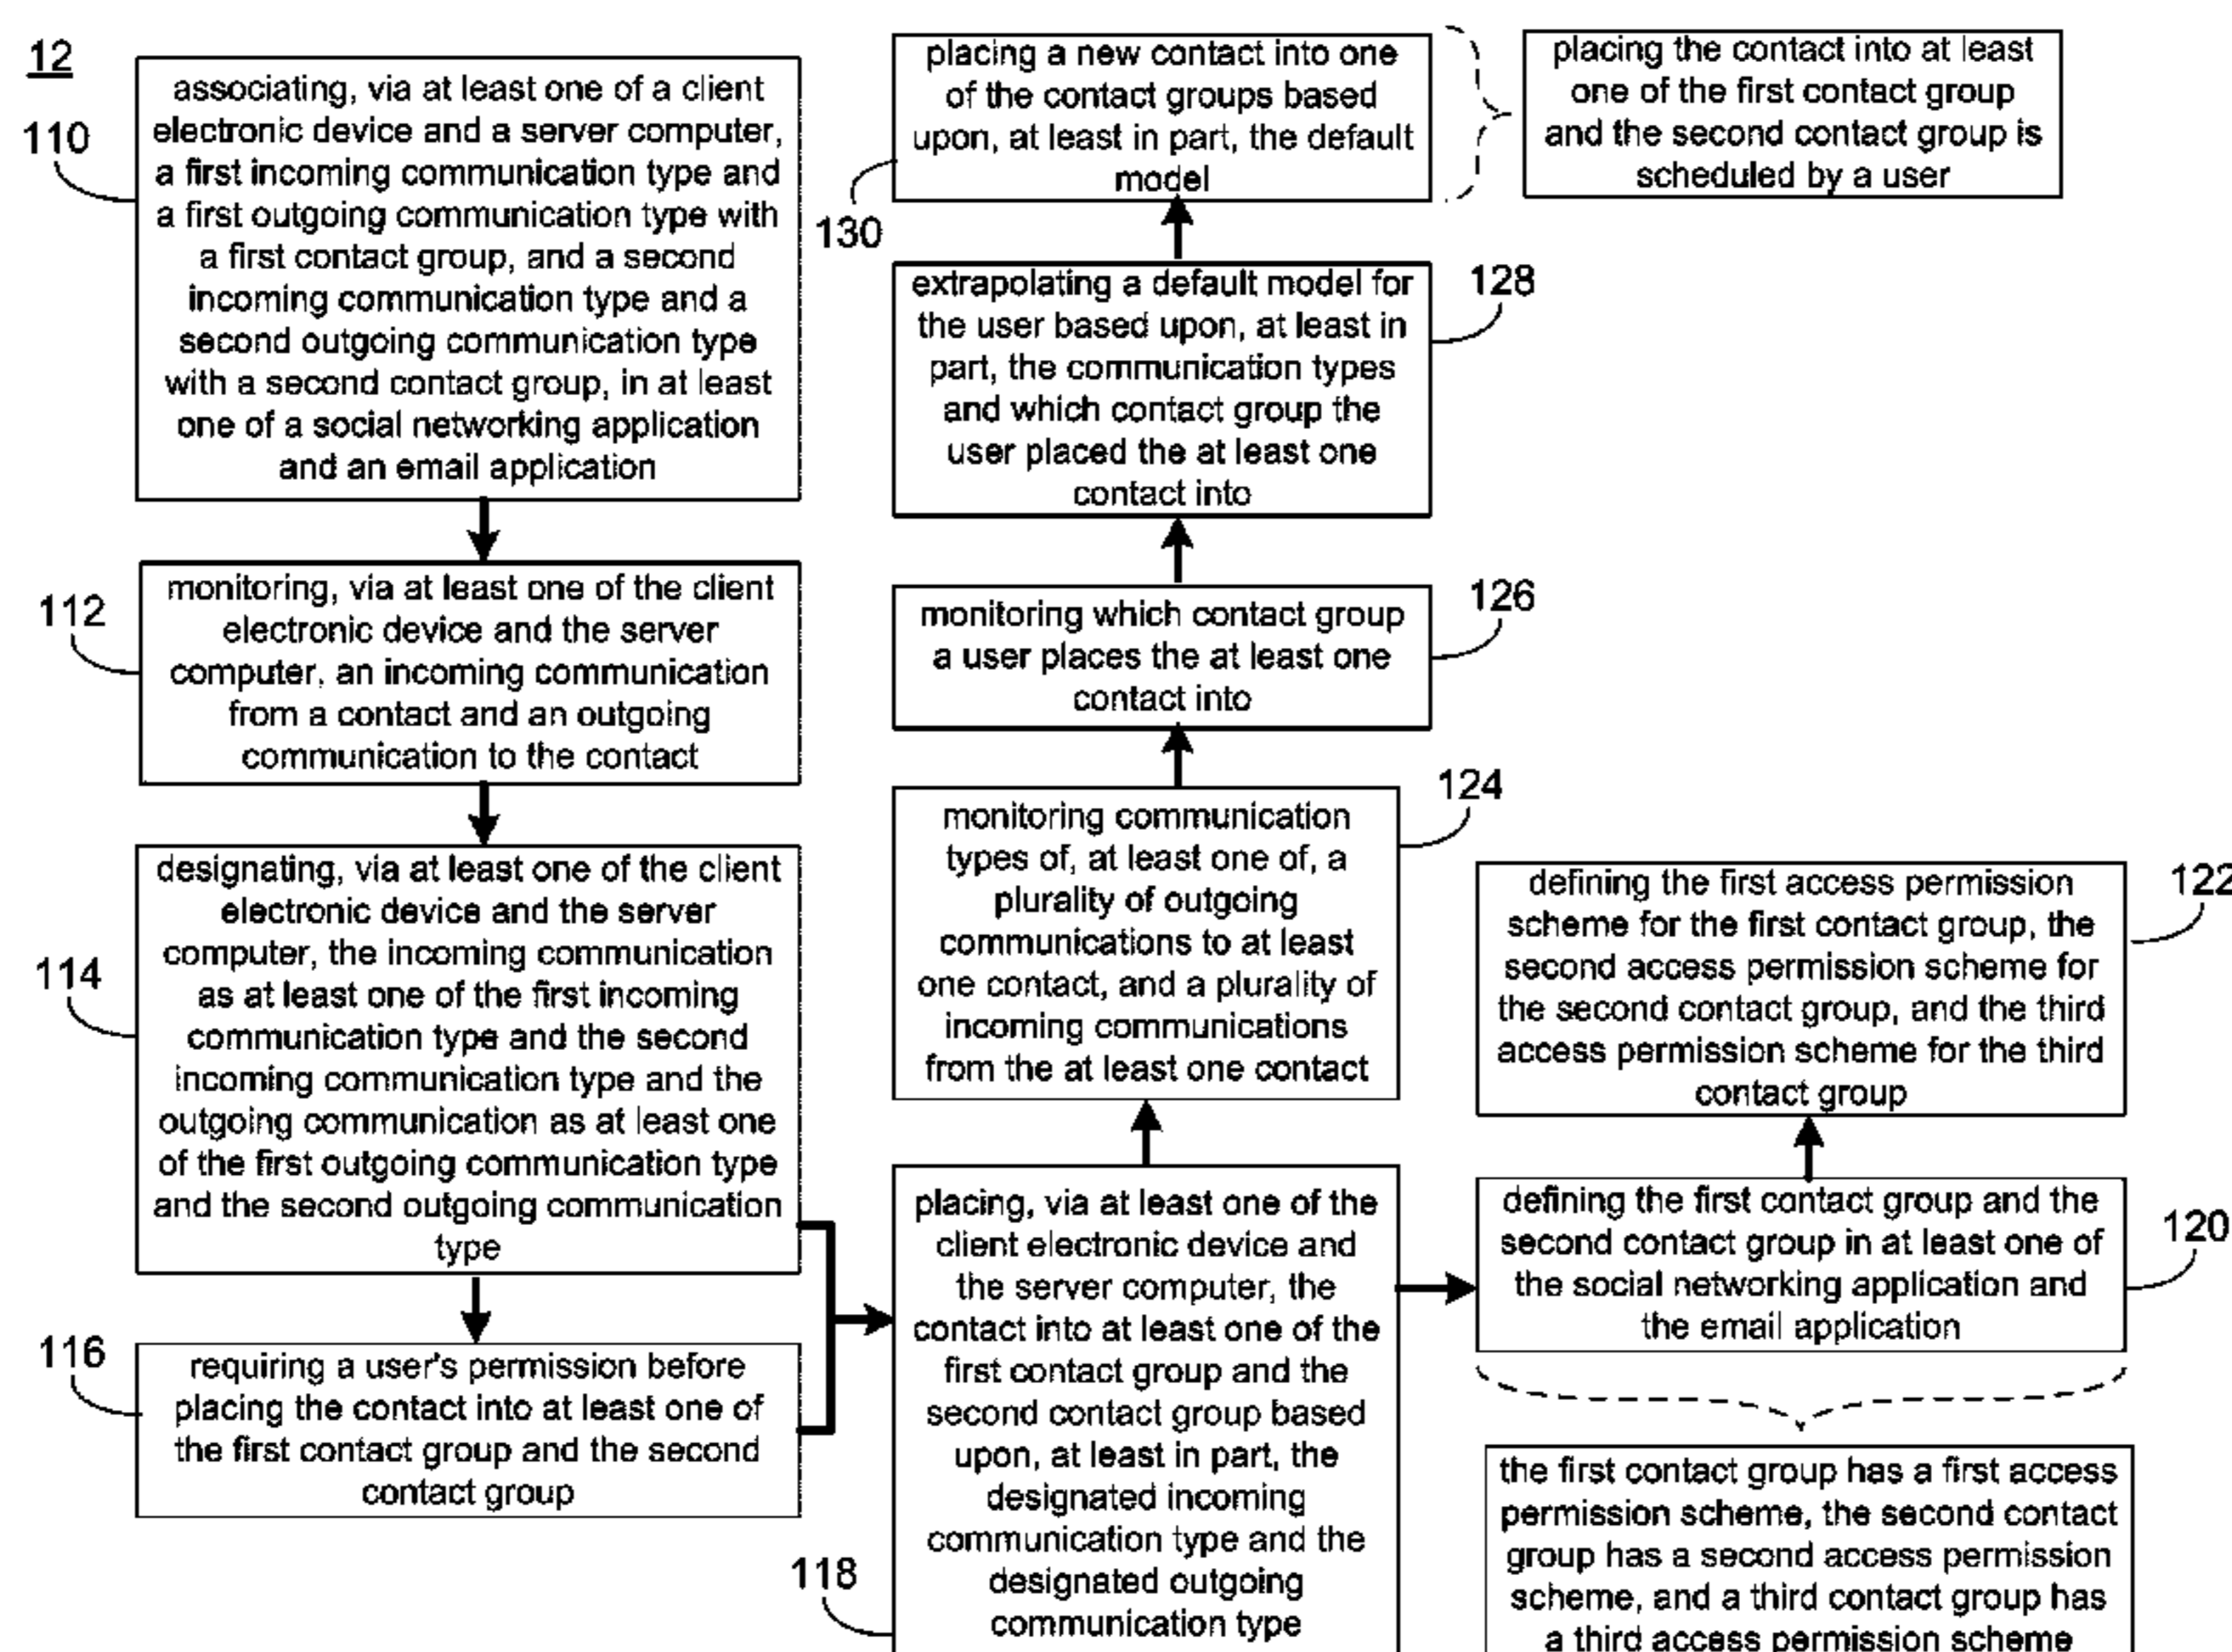 12
110
associating, via at least one of a client
electronic device and a server computer,
a first incoming communication type and
a first outgoing communication type with
a first contact group, and a second
incoming communication type and a
second outgoing communication type
with a second contact group, in at least
one of a social networking application
and an email application
112
monitoring, via at least one of the client
electronic device and the server
computer, an incoming communication
from a contact and an outgoing
communication to the contact
114
designating, via at least one of the client
electronic device and the server
computer, the incoming communication
as at least one of the first incoming
communication type and the second
incoming communication type and the
outgoing communication as at least one
of the first outgoing communication type
and the second outgoing communication
type
116
requiring a user's permission before
placing the contact into at least one of
the first contact group and the second
contact group
118
placing, via at least one of the
client electronic device and
the server computer, the
contact into at least one of the
first contact group and the
second contact group based
upon, at least in part, the
designated incoming
communication type and the
designated outgoing
communication type
120
defining the first contact group and the
second contact group in at least one of
the social networking application and
the email application
the first contact group has a first access
permission scheme, the second contact
group has a second access permission
scheme, and a third contact group has
a third access permission scheme
122
defining the first access permission
scheme for the first contact group, the
second access permission scheme for
the second contact group, and the third
access permission scheme for the third
contact group
124
monitoring communication
types of, at least one of, a
plurality of outgoing
communications to at least
one contact, and a plurality of
incoming communications
from the at least one contact
126
monitoring which contact group
a user places the at least one
contact into
128
extrapolating a default model for
the user based upon, at least in
part, the communication types
and which contact group the
user placed the at least one
contact into
130
placing a new contact into one
of the contact groups based
upon, at least in part, the default
model
placing the contact into at least
one of the first contact group
and the second contact group is
scheduled by a user